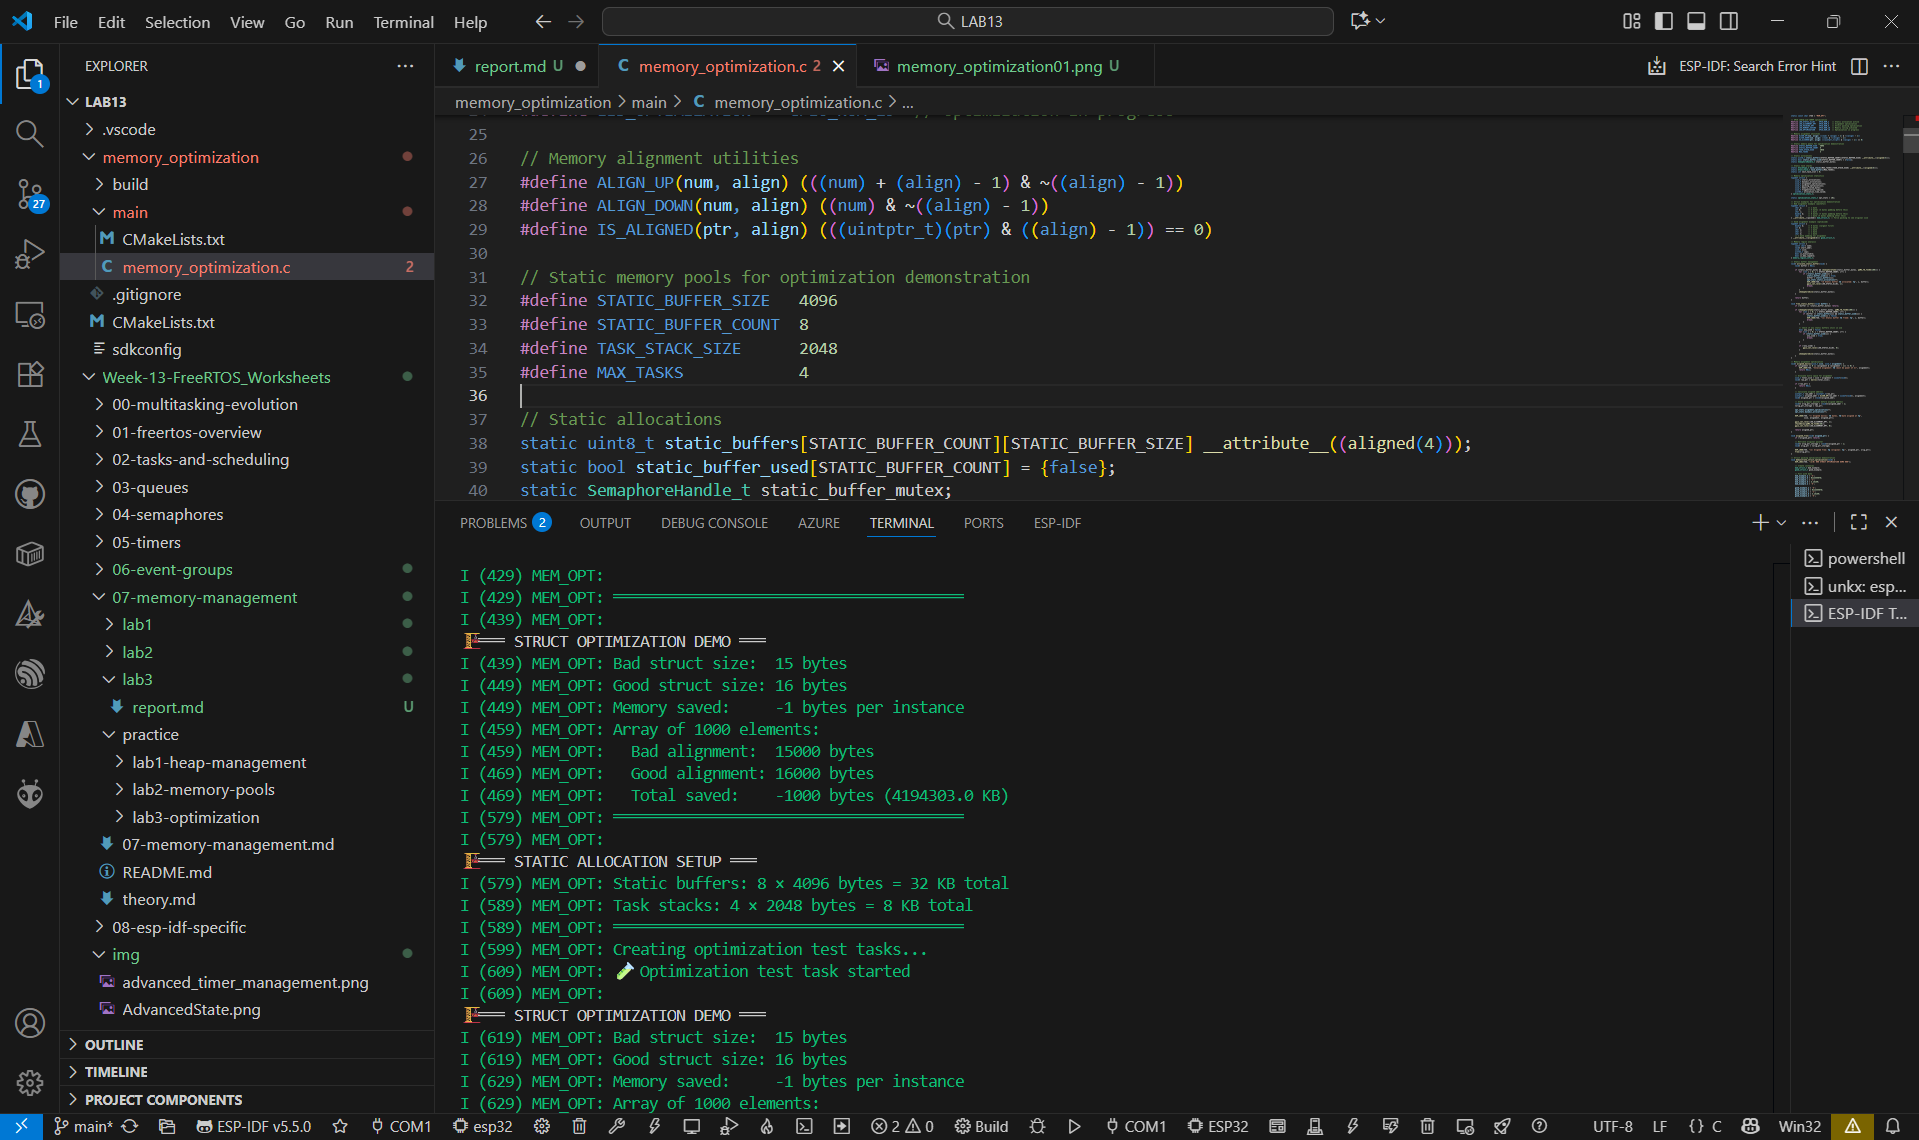 File Edit Selection View Go Run Terminal Help
LAB13
EXPLORER
LAB13
.vscode
memory_optimization
build
main
CMakeLists.txt
memory_optimization.c 2
.gitignore
CMakeLists.txt
sdkconfig
Week-13-FreeRTOS_Worksheets
00-multitasking-evolution
01-freertos-overview
02-tasks-and-scheduling
03-queues
04-semaphores
05-timers
06-event-groups
07-memory-management
lab1
lab2
lab3
report.md U
practice
lab1-heap-management
lab2-memory-pools
lab3-optimization
07-memory-management.md
README.md
theory.md
08-esp-idf-specific
img
advanced_timer_management.png
AdvancedState.png
OUTLINE
TIMELINE
PROJECT COMPONENTS
1
27
report.md U
memory_optimization.c 2
memory_optimization01.png U
ESP-IDF: Search Error Hint
memory_optimization > main > C memory_optimization.c > ...
25
26 // Memory alignment utilities
27 #define ALIGN_UP(num, align) (((num) + (align) - 1) & ~((align) - 1))
28 #define ALIGN_DOWN(num, align) ((num) & ~((align) - 1))
29 #define IS_ALIGNED(ptr, align) (((uintptr_t)(ptr) & ((align) - 1)) == 0)
30
31 // Static memory pools for optimization demonstration
32 #define STATIC_BUFFER_SIZE 4096
33 #define STATIC_BUFFER_COUNT 8
34 #define TASK_STACK_SIZE 2048
35 #define MAX_TASKS 4
36
37 // Static allocations
38 static uint8_t static_buffers[STATIC_BUFFER_COUNT][STATIC_BUFFER_SIZE] __attribute__((aligned(4)));
39 static bool static_buffer_used[STATIC_BUFFER_COUNT] = {false};
40 static SemaphoreHandle_t static_buffer_mutex;
PROBLEMS 2 OUTPUT DEBUG CONSOLE AZURE TERMINAL PORTS ESP-IDF
I (429) MEM_OPT:
I (429) MEM_OPT: ═══════════════════════════════════════
I (439) MEM_OPT:
🏗️═══ STRUCT OPTIMIZATION DEMO ═══
I (439) MEM_OPT: Bad struct size: 15 bytes
I (449) MEM_OPT: Good struct size: 16 bytes
I (449) MEM_OPT: Memory saved: -1 bytes per instance
I (459) MEM_OPT: Array of 1000 elements:
I (459) MEM_OPT: Bad alignment: 15000 bytes
I (469) MEM_OPT: Good alignment: 16000 bytes
I (469) MEM_OPT: Total saved: -1000 bytes (4194303.0 KB)
I (579) MEM_OPT: ═══════════════════════════════════════
I (579) MEM_OPT:
🏗️═══ STATIC ALLOCATION SETUP ═══
I (579) MEM_OPT: Static buffers: 8 × 4096 bytes = 32 KB total
I (589) MEM_OPT: Task stacks: 4 × 2048 bytes = 8 KB total
I (589) MEM_OPT: ═══════════════════════════════════════
I (599) MEM_OPT: Creating optimization test tasks...
I (609) MEM_OPT: 🧪 Optimization test task started
I (609) MEM_OPT:
🏗️═══ STRUCT OPTIMIZATION DEMO ═══
I (619) MEM_OPT: Bad struct size: 15 bytes
I (619) MEM_OPT: Good struct size: 16 bytes
I (629) MEM_OPT: Memory saved: -1 bytes per instance
I (629) MEM_OPT: Array of 1000 elements:
powershell
unkx: esp...
ESP-IDF T...
main* ESP-IDF v5.5.0 COM1 esp32 2 0 Build COM1 ESP32 UTF-8 LF {} C Win32